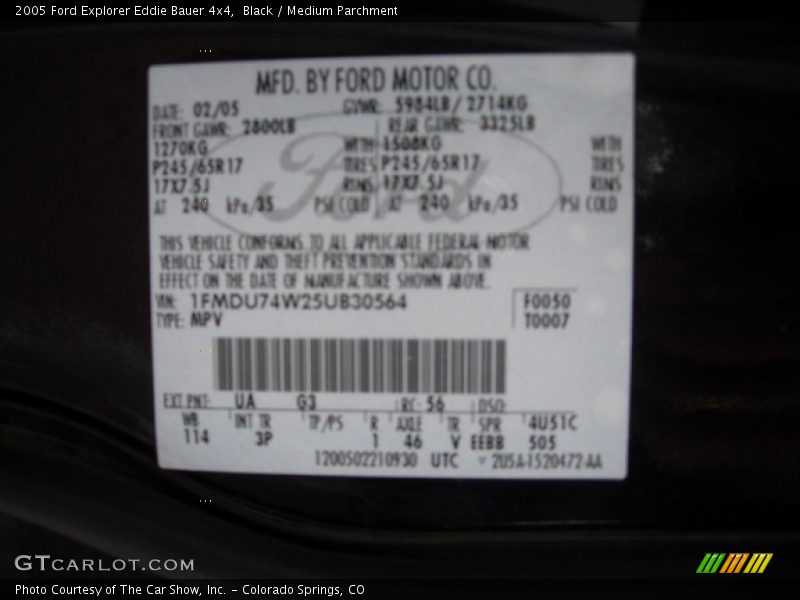 2005 Ford Explorer Eddie Bauer 4x4, Black / Medium Parchment
MFD. BY FORD MOTOR CO.
DATE: 02/05 GVWR: 5984LB / 2714KG
FRONT GAWR: 2800LB REAR GAWR: 3325LB
1270KG WITH 1508KG WITH
P245/65R17 TIRES P245/65R17 TIRES
17X7.5J RIMS 17X7.5J RIMS
AT 240 kPa/35 PSI COLD AT 240 kPa/35 PSI COLD
Ford
THIS VEHICLE CONFORMS TO ALL APPLICABLE FEDERAL MOTOR
VEHICLE SAFETY AND THEFT PREVENTION STANDARDS IN
EFFECT ON THE DATE OF MANUFACTURE SHOWN ABOVE.
VIN: 1FMDU74W25UB30564 F0050
TYPE: MPV T0007
EXT PNT: UA G3 RC: 56 DSO:
WB INT TR TP/PS R AXLE TR SPR 4U51C
114 3P 1 46 V EEBB 505
1200502210930 UTC 2U5A-1520472-AA
GTCARLOT.COM
Photo Courtesy of The Car Show, Inc. - Colorado Springs, CO